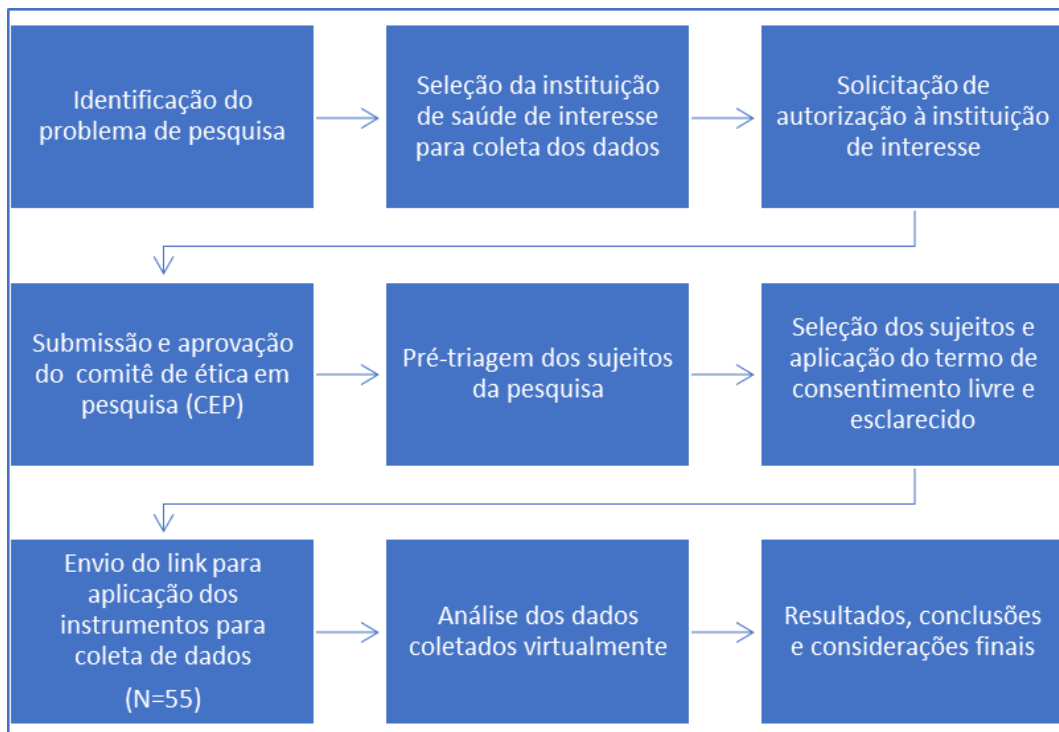 Identificação do
problema de pesquisa
Seleção da instituição
de saúde de interesse
para coleta dos dados
Solicitação de
autorização à instituição
de interesse
Submissão e aprovação
do comitê de ética em
pesquisa (CEP)
Pré-triagem dos sujeitos
da pesquisa
Seleção dos sujeitos e
aplicação do termo de
consentimento livre e
esclarecido
Envio do link para
aplicação dos
instrumentos para
coleta de dados
(N=55)
Análise dos dados
coletados virtualmente
Resultados, conclusões
e considerações finais